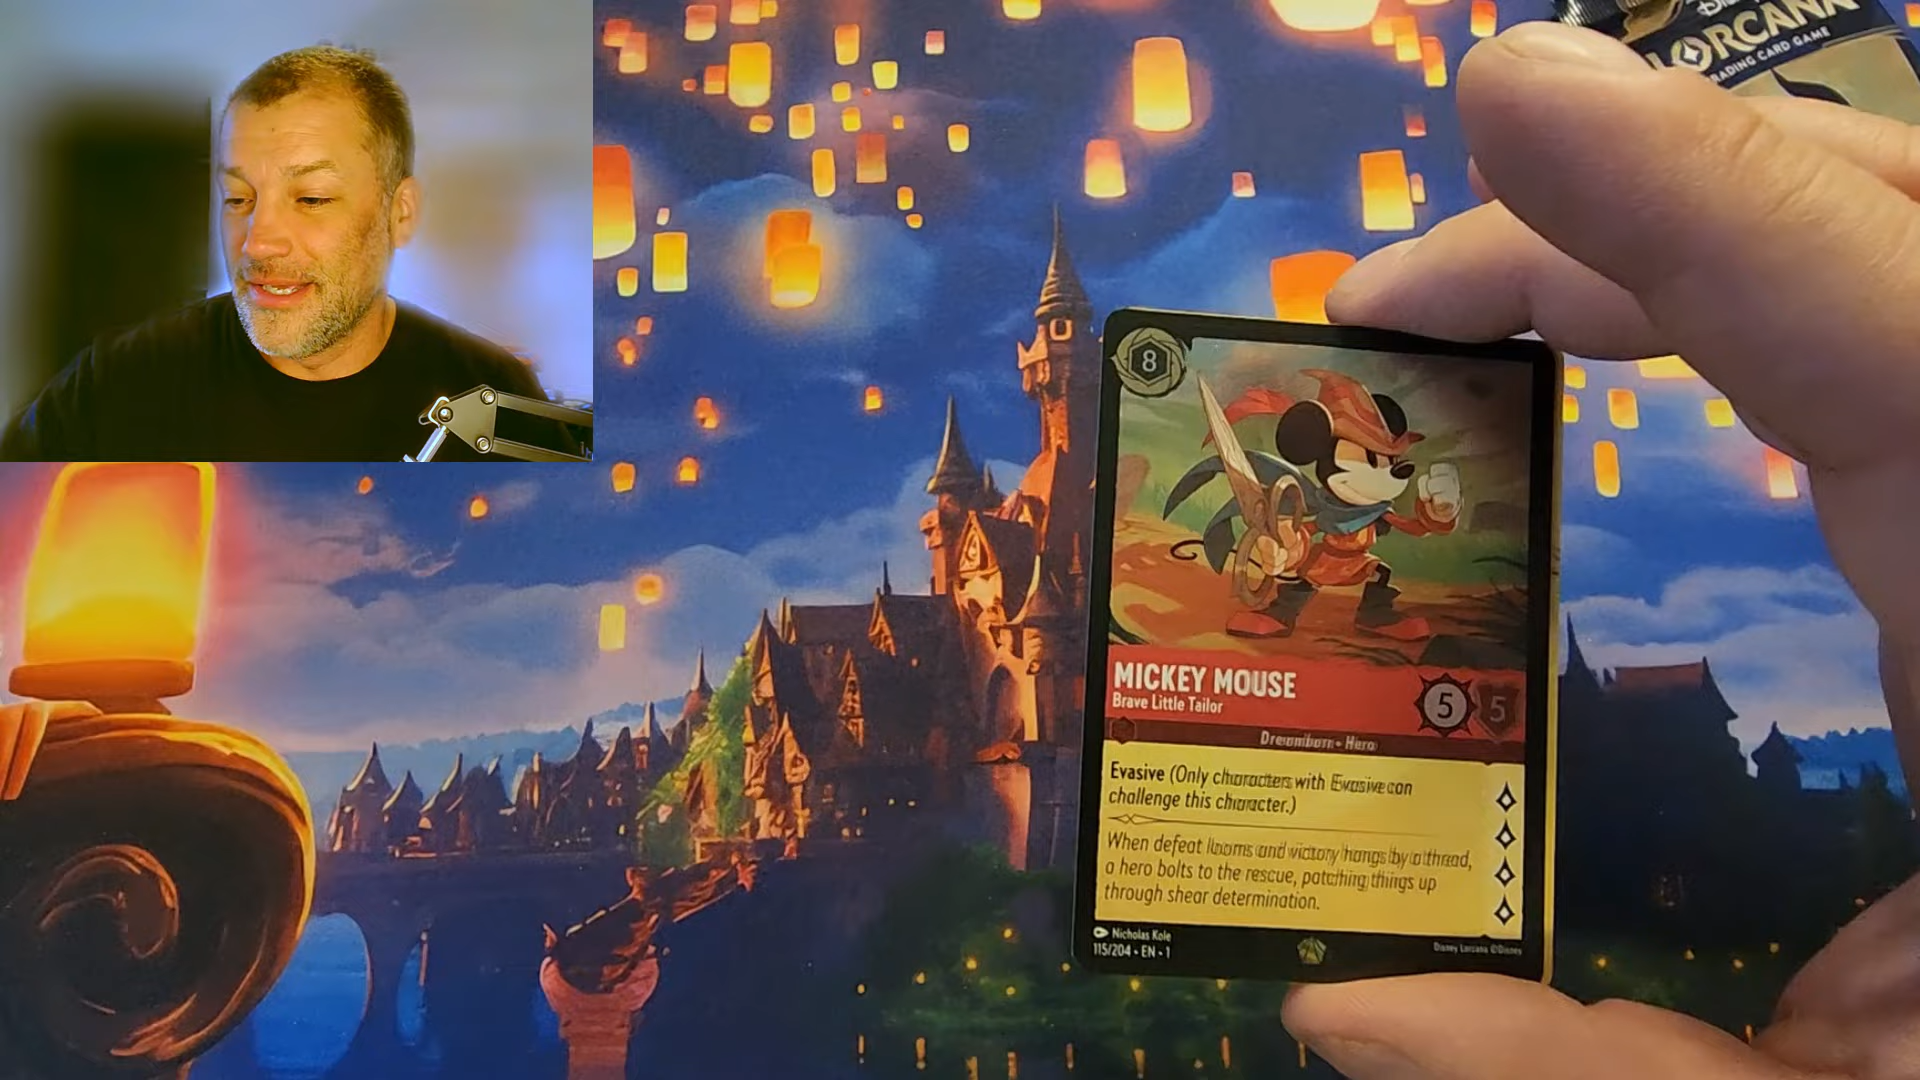 Disney
LORCANA
TRADING CARD GAME
8
MICKEY MOUSE
Brave Little Tailor
5 5
Dreamborn • Hero
Evasive (Only characters with Evasive can
challenge this character.)
When defeat looms and victory hangs by a thread,
a hero bolts to the rescue, patching things up
through shear determination.
Nicholas Kole
115/204 • EN • 1
Disney Lorcana ©Disney